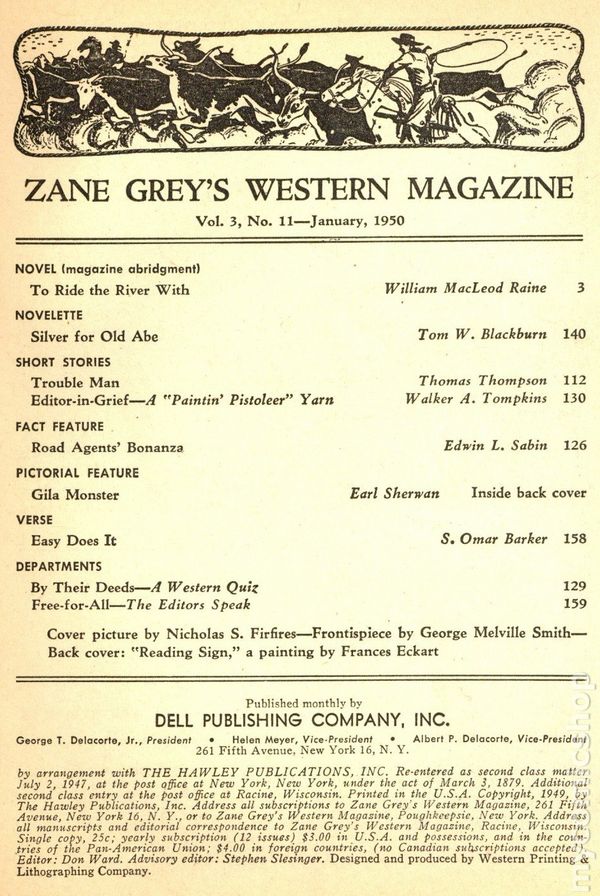 ZANE GREY'S WESTERN MAGAZINE
Vol. 3, No. 11—January, 1950
NOVEL (magazine abridgment)
To Ride the River With William MacLeod Raine 3
NOVELETTE
Silver for Old Abe Tom W. Blackburn 140
SHORT STORIES
Trouble Man Thomas Thompson 112
Editor-in-Grief—A "Paintin' Pistoleer" Yarn Walker A. Tompkins 130
FACT FEATURE
Road Agents' Bonanza Edwin L. Sabin 126
PICTORIAL FEATURE
Gila Monster Earl Sherwan Inside back cover
VERSE
Easy Does It S. Omar Barker 158
DEPARTMENTS
By Their Deeds—A Western Quiz 129
Free-for-All—The Editors Speak 159
Cover picture by Nicholas S. Firfires—Frontispiece by George Melville Smith—
Back cover: "Reading Sign," a painting by Frances Eckart
Published monthly by
DELL PUBLISHING COMPANY, INC.
George T. Delacorte, Jr., President • Helen Meyer, Vice-President • Albert P. Delacorte, Vice-President
261 Fifth Avenue, New York 16, N. Y.
by arrangement with THE HAWLEY PUBLICATIONS, INC. Re-entered as second class matter
July 2, 1947, at the post office at New York, New York, under the act of March 3, 1879. Additional
second class entry at the post office at Racine, Wisconsin. Printed in the U.S.A. Copyright, 1949, by
The Hawley Publications, Inc. Address all subscriptions to Zane Grey's Western Magazine, 261 Fifth
Avenue, New York 16, N. Y., or to Zane Grey's Western Magazine, Poughkeepsie, New York. Address
all manuscripts and editorial correspondence to Zane Grey's Western Magazine, Racine, Wisconsin.
Single copy, 25c; yearly subscription (12 issues) $3.00 in U.S.A. and possessions, and in the coun-
tries of the Pan-American Union; $4.00 in foreign countries, (no Canadian subscriptions accepted).
Editor: Don Ward. Advisory editor: Stephen Slesinger. Designed and produced by Western Printing &
Lithographing Company.
mycomicshop